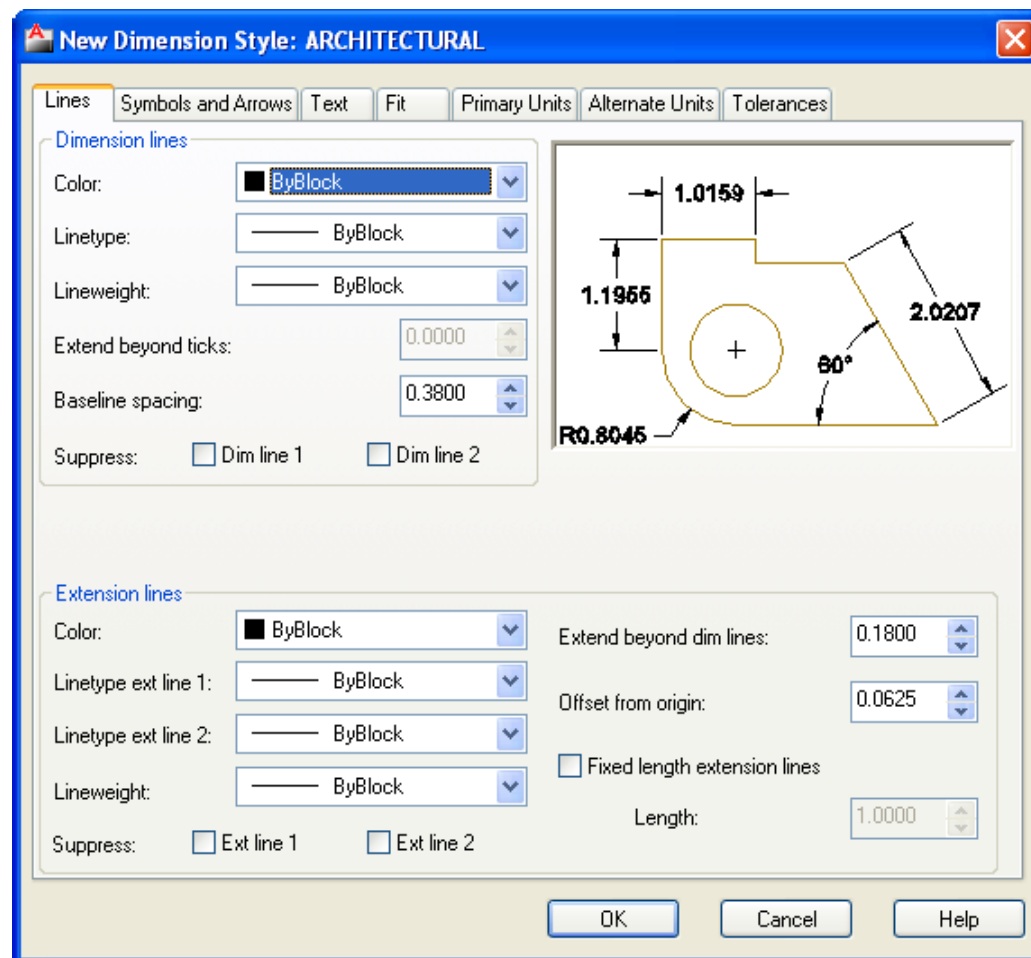 New Dimension Style: ARCHITECTURAL
Lines Symbols and Arrows Text Fit Primary Units Alternate Units Tolerances
Dimension lines
Color: ByBlock
Linetype: ByBlock
Lineweight: ByBlock
Extend beyond ticks: 0.0000
Baseline spacing: 0.3800
Suppress: Dim line 1 Dim line 2
1.0159
1.1955
2.0207
60°
R0.8045
Extension lines
Color: ByBlock
Linetype ext line 1: ByBlock
Linetype ext line 2: ByBlock
Lineweight: ByBlock
Suppress: Ext line 1 Ext line 2
Extend beyond dim lines: 0.1800
Offset from origin: 0.0625
Fixed length extension lines
Length: 1.0000
OK Cancel Help